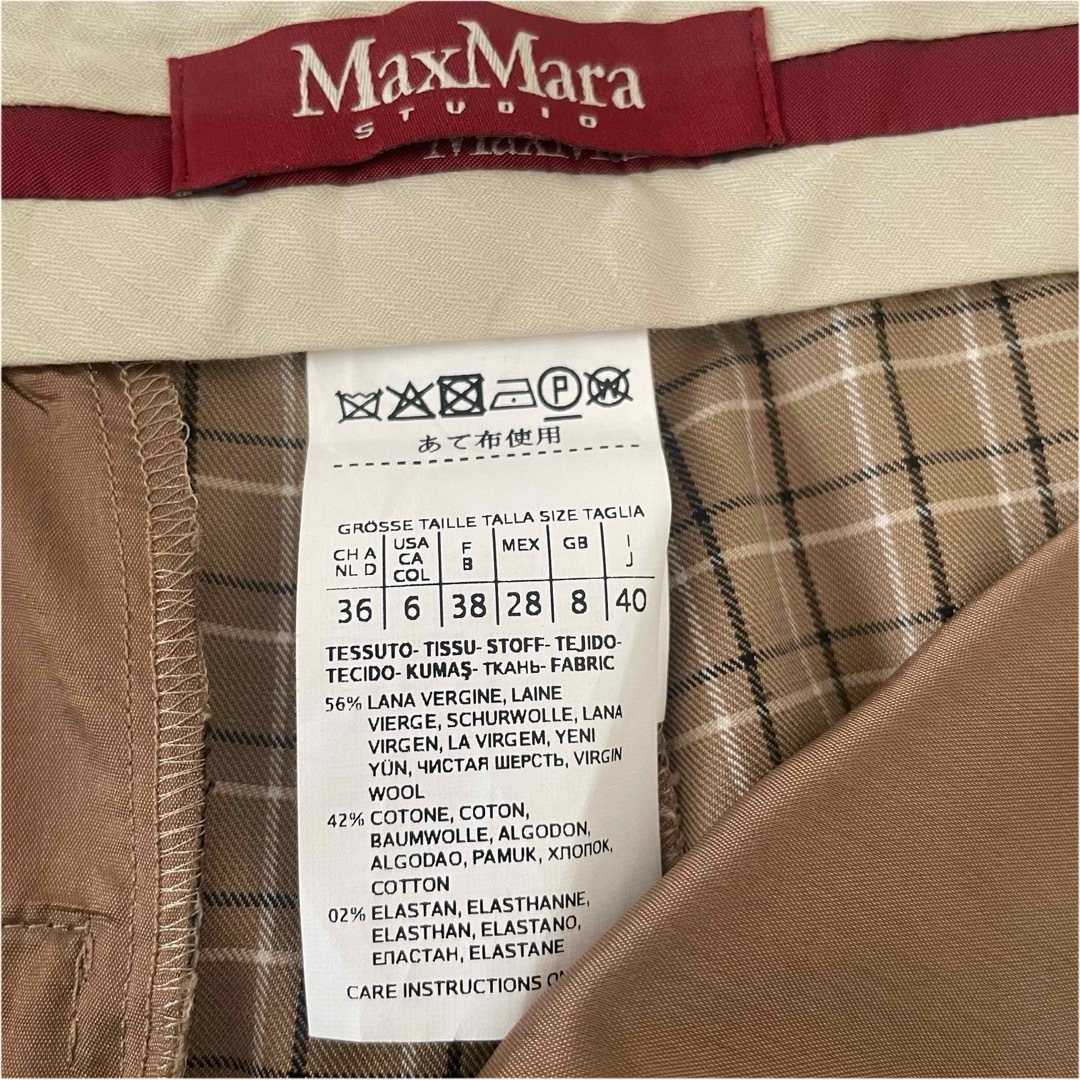 MaxMara
STUDIO
P W
あて布使用
GRÖSSE TAILLE TALLA SIZE TAGLIA
CH A NL D USA CA COL F B MEX GB I J
36 6 38 28 8 40
TESSUTO- TISSU- STOFF- TEJIDO-
TECIDO- KUMAŞ- ТКАНЬ- FABRIC
56% LANA VERGINE, LAINE
VIERGE, SCHURWOLLE, LANA
VIRGEN, LA VIRGEM, YENI
YÜN, ЧИСТАЯ ШЕРСТЬ, VIRGIN
WOOL
42% COTONE, COTON,
BAUMWOLLE, ALGODON,
ALGODAO, PAMUK, ХЛОПОК,
COTTON
02% ELASTAN, ELASTHANNE,
ELASTHAN, ELASTANO,
ЕЛАСТАН, ELASTANE
CARE INSTRUCTIONS